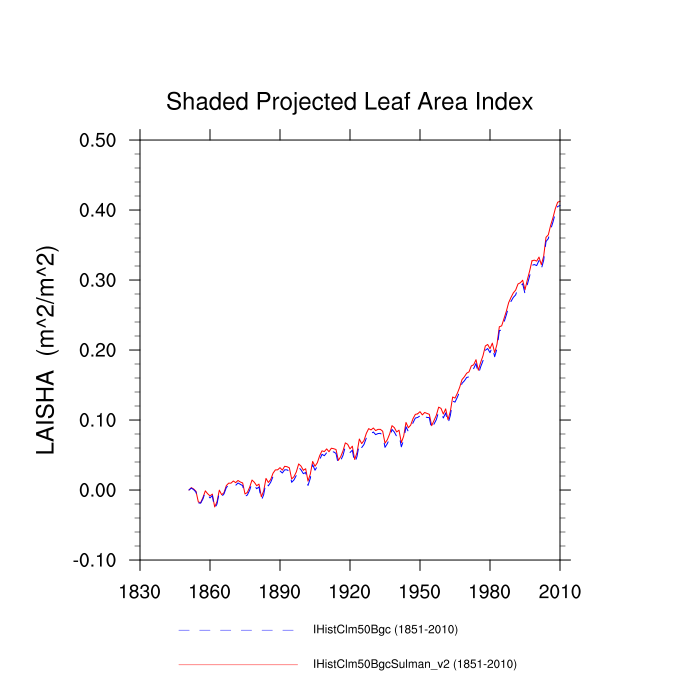 Shaded Projected Leaf Area Index
LAISHA (m^2/m^2)
0.50
0.40
0.30
0.20
0.10
0.00
-0.10
1830 1860 1890 1920 1950 1980 2010
IHistClm50Bgc (1851-2010)
IHistClm50BgcSulman_v2 (1851-2010)